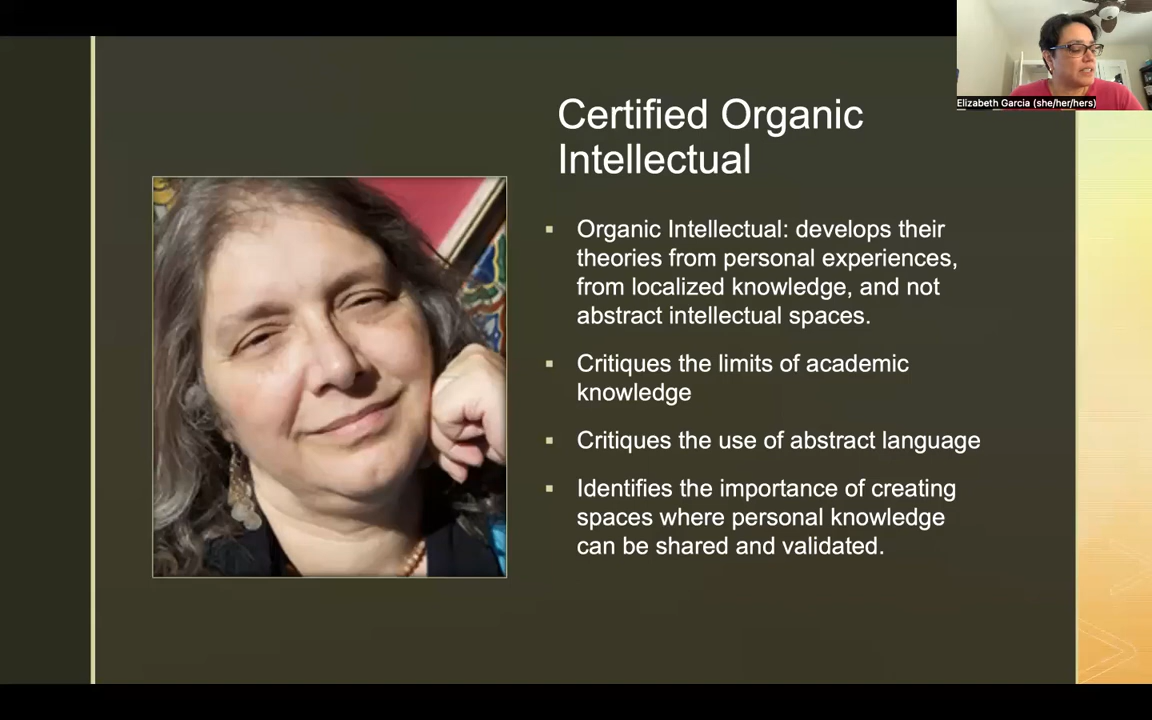 Elizabeth Garcia (she/her/hers)
Certified Organic
Intellectual
▪ Organic Intellectual: develops their
theories from personal experiences,
from localized knowledge, and not
abstract intellectual spaces.
▪ Critiques the limits of academic
knowledge
▪ Critiques the use of abstract language
▪ Identifies the importance of creating
spaces where personal knowledge
can be shared and validated.